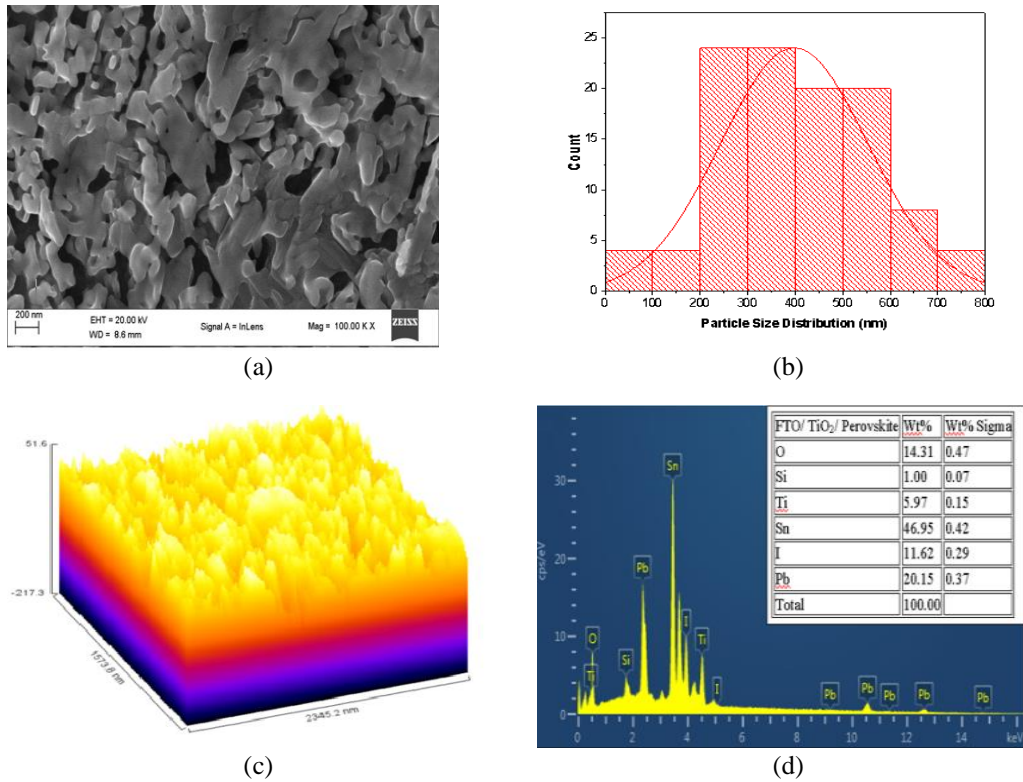 200 nm
EHT = 20.00 kV
WD = 8.6 mm
Signal A = InLens
Mag = 100.00 K X
ZEISS
(a)
25
20
15
10
5
0
Count
0 100 200 300 400 500 600 700 800
Particle Size Distribution (nm)
(b)
51.6
-217.3
1573.6 nm
2345.2 nm
(c)
FTO/ TiO₂/ Perovskite Wt% Wt% Sigma
O 14.31 0.47
Si 1.00 0.07
Ti 5.97 0.15
Sn 46.95 0.42
I 11.62 0.29
Pb 20.15 0.37
Total 100.00
cps/eV
30
20
10
0
Sn
Pb
I
Ti
O
Si
Ti
I
Pb
Pb
Pb
Pb
Pb
0 2 4 6 8 10 12 14 keV
(d)